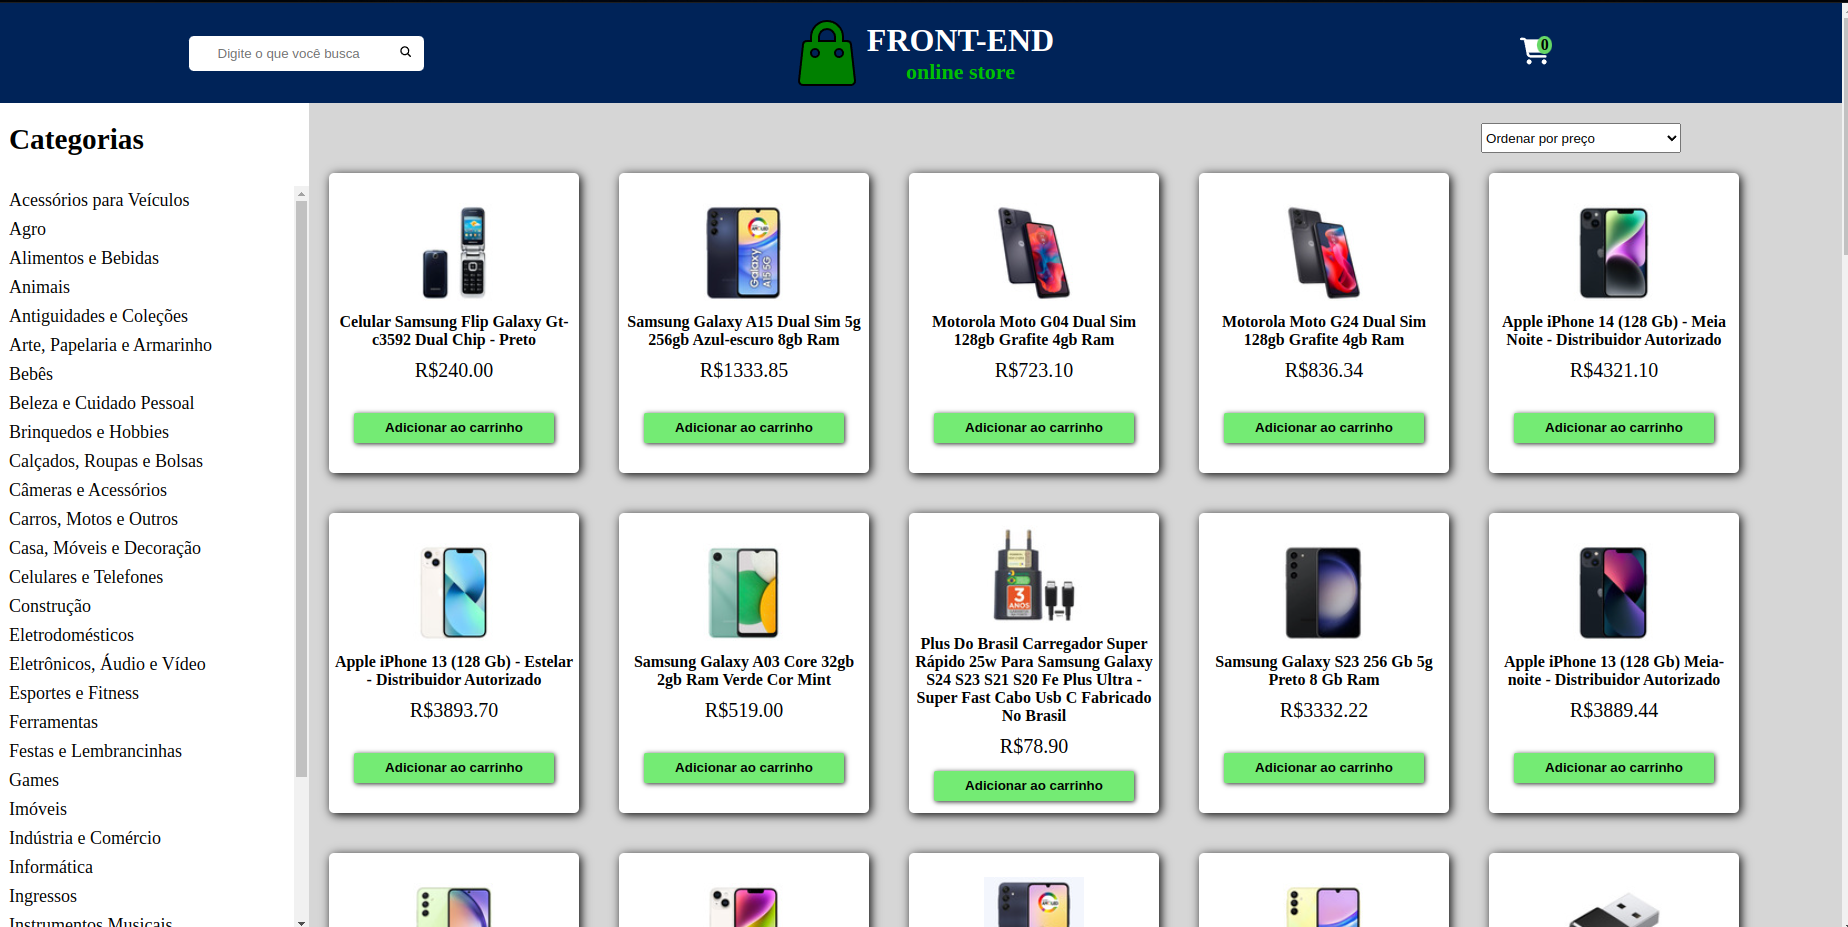 Digite o que você busca
FRONT-END
online store
0
Categorias
Ordenar por preço
Acessórios para Veículos
Agro
Alimentos e Bebidas
Animais
Antiguidades e Coleções
Arte, Papelaria e Armarinho
Bebês
Beleza e Cuidado Pessoal
Brinquedos e Hobbies
Calçados, Roupas e Bolsas
Câmeras e Acessórios
Carros, Motos e Outros
Casa, Móveis e Decoração
Celulares e Telefones
Construção
Eletrodomésticos
Eletrônicos, Áudio e Vídeo
Esportes e Fitness
Ferramentas
Festas e Lembrancinhas
Games
Imóveis
Indústria e Comércio
Informática
Ingressos
Instrumentos Musicais
Celular Samsung Flip Galaxy Gt-
c3592 Dual Chip - Preto
R$240.00
Adicionar ao carrinho
Galaxy
A15 5G
Samsung Galaxy A15 Dual Sim 5g
256gb Azul-escuro 8gb Ram
R$1333.85
Adicionar ao carrinho
Motorola Moto G04 Dual Sim
128gb Grafite 4gb Ram
R$723.10
Adicionar ao carrinho
Motorola Moto G24 Dual Sim
128gb Grafite 4gb Ram
R$836.34
Adicionar ao carrinho
Apple iPhone 14 (128 Gb) - Meia
Noite - Distribuidor Autorizado
R$4321.10
Adicionar ao carrinho
Apple iPhone 13 (128 Gb) - Estelar
- Distribuidor Autorizado
R$3893.70
Adicionar ao carrinho
Samsung Galaxy A03 Core 32gb
2gb Ram Verde Cor Mint
R$519.00
Adicionar ao carrinho
3
ANOS
Plus Do Brasil Carregador Super
Rápido 25w Para Samsung Galaxy
S24 S23 S21 S20 Fe Plus Ultra -
Super Fast Cabo Usb C Fabricado
No Brasil
R$78.90
Adicionar ao carrinho
Samsung Galaxy S23 256 Gb 5g
Preto 8 Gb Ram
R$3332.22
Adicionar ao carrinho
Apple iPhone 13 (128 Gb) Meia-
noite - Distribuidor Autorizado
R$3889.44
Adicionar ao carrinho